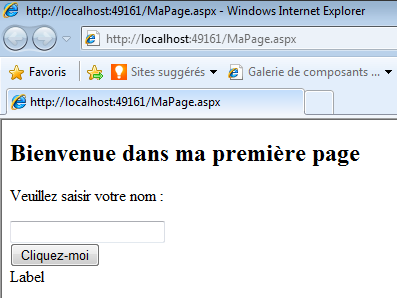 http://localhost:49161/MaPage.aspx - Windows Internet Explorer
http://localhost:49161/MaPage.aspx
Favoris Sites suggérés Galerie de composants ...
http://localhost:49161/MaPage.aspx
Bienvenue dans ma première page
Veuillez saisir votre nom :
Cliquez-moi
Label